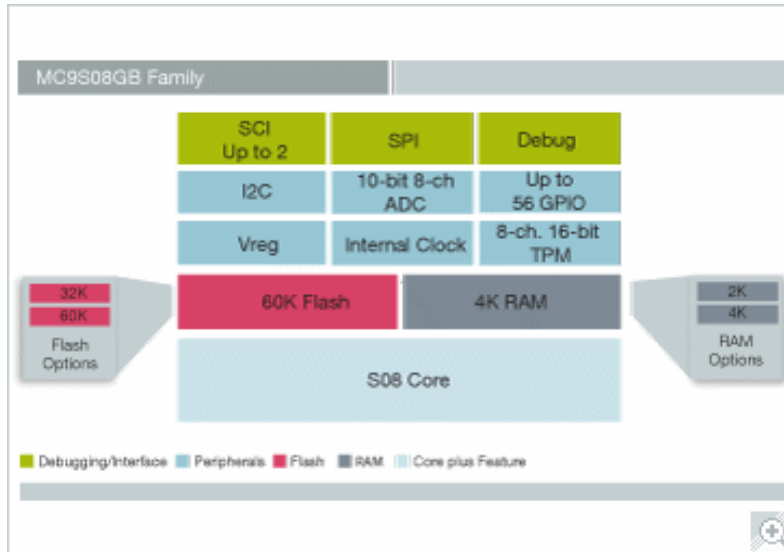 MC9S08GB Family
SCI
Up to 2
SPI
Debug
I2C
10-bit 8-ch
ADC
Up to
56 GPIO
Vreg
Internal Clock
8-ch. 16-bit
TPM
32K
60K
Flash
Options
60K Flash
4K RAM
2K
4K
RAM
Options
S08 Core
Debugging/Interface Peripherals Flash RAM Core plus Feature